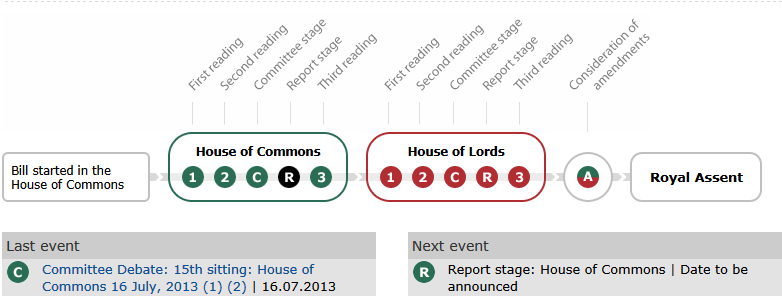 First reading
Second reading
Committee stage
Report stage
Third reading
First reading
Second reading
Committee stage
Report stage
Third reading
Consideration of
amendments
Bill started in the
House of Commons
House of Commons
1 2 C R 3
House of Lords
1 2 C R 3
A
Royal Assent
Last event
C Committee Debate: 15th sitting: House of
Commons 16 July, 2013 (1) (2) | 16.07.2013
Next event
R Report stage: House of Commons | Date to be
announced